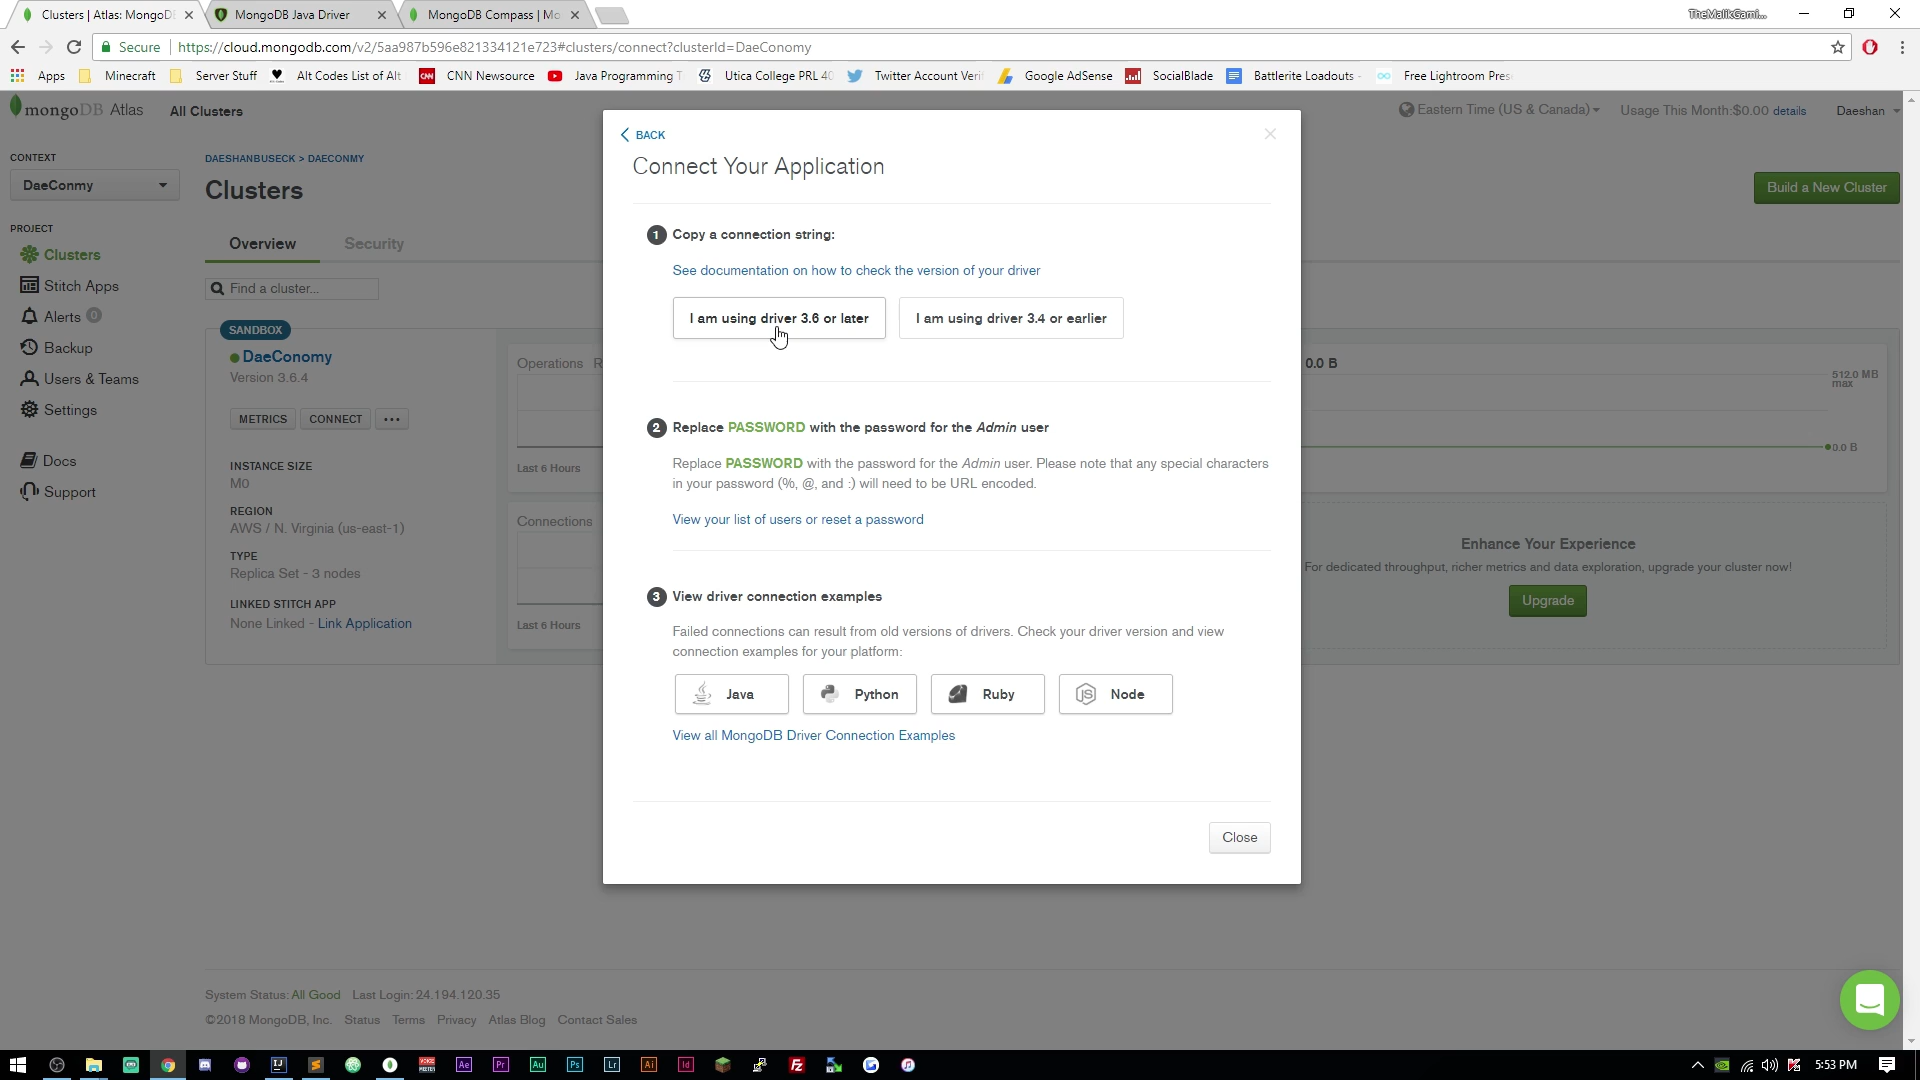 Clusters | Atlas: MongoDB
MongoDB Java Driver
MongoDB Compass | Mo
TheMalikGami...
Secure
https://cloud.mongodb.com/v2/5aa987b596e821334121e723#clusters/connect?clusterId=DaeConomy
Apps
Minecraft
Server Stuff
Alt Codes List of Alt
CNN Newsource
Java Programming T
Utica College PRL 40
Twitter Account Veri
Google AdSense
SocialBlade
Battlerite Loadouts -
Free Lightroom Pres
mongoDB Atlas
All Clusters
Eastern Time (US & Canada)
Usage This Month:$0.00 details
Daeshan
CONTEXT
DaeConmy
PROJECT
Clusters
Stitch Apps
Alerts 0
Backup
Users & Teams
Settings
Docs
Support
DAESHANBUSECK > DAECONMY
Clusters
Build a New Cluster
Overview
Security
Find a cluster...
SANDBOX
DaeConomy
Version 3.6.4
METRICS
CONNECT
...
INSTANCE SIZE
M0
REGION
AWS / N. Virginia (us-east-1)
TYPE
Replica Set - 3 nodes
LINKED STITCH APP
None Linked - Link Application
Operations R
Last 6 Hours
Connections
Last 6 Hours
0.0 B
512.0 MB
max
0.0 B
Enhance Your Experience
For dedicated throughput, richer metrics and data exploration, upgrade your cluster now!
Upgrade
BACK
Connect Your Application
1 Copy a connection string:
See documentation on how to check the version of your driver
I am using driver 3.6 or later
I am using driver 3.4 or earlier
2 Replace PASSWORD with the password for the Admin user
Replace PASSWORD with the password for the Admin user. Please note that any special characters
in your password (%, @, and :) will need to be URL encoded.
View your list of users or reset a password
3 View driver connection examples
Failed connections can result from old versions of drivers. Check your driver version and view
connection examples for your platform:
Java
Python
Ruby
Node
View all MongoDB Driver Connection Examples
Close
System Status: All Good Last Login: 24.194.120.35
©2018 MongoDB, Inc. Status Terms Privacy Atlas Blog Contact Sales
IJ
Ae
Pr
Au
Ps
Lr
Ai
Id
Fz
5:53 PM